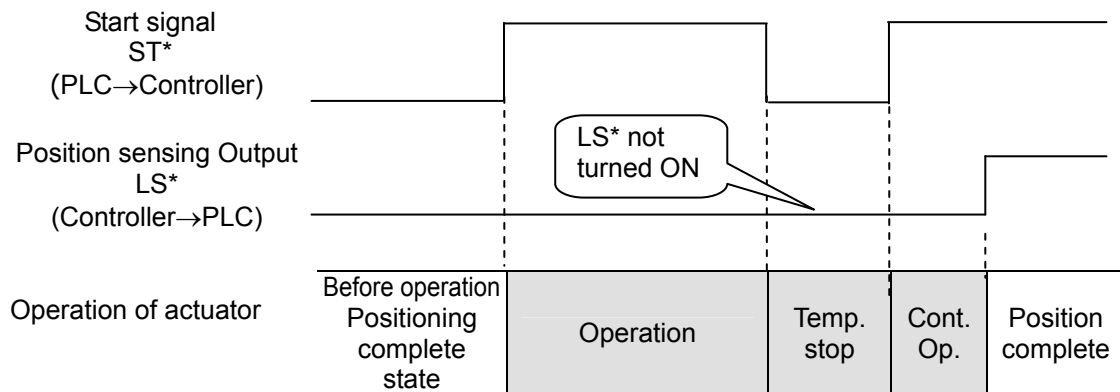 Start signal
ST*
(PLC→Controller)
LS* not
turned ON
Position sensing Output
LS*
(Controller→PLC)
Operation of actuator
Before operation
Positioning
complete
state
Operation
Temp.
stop
Cont.
Op.
Position
complete